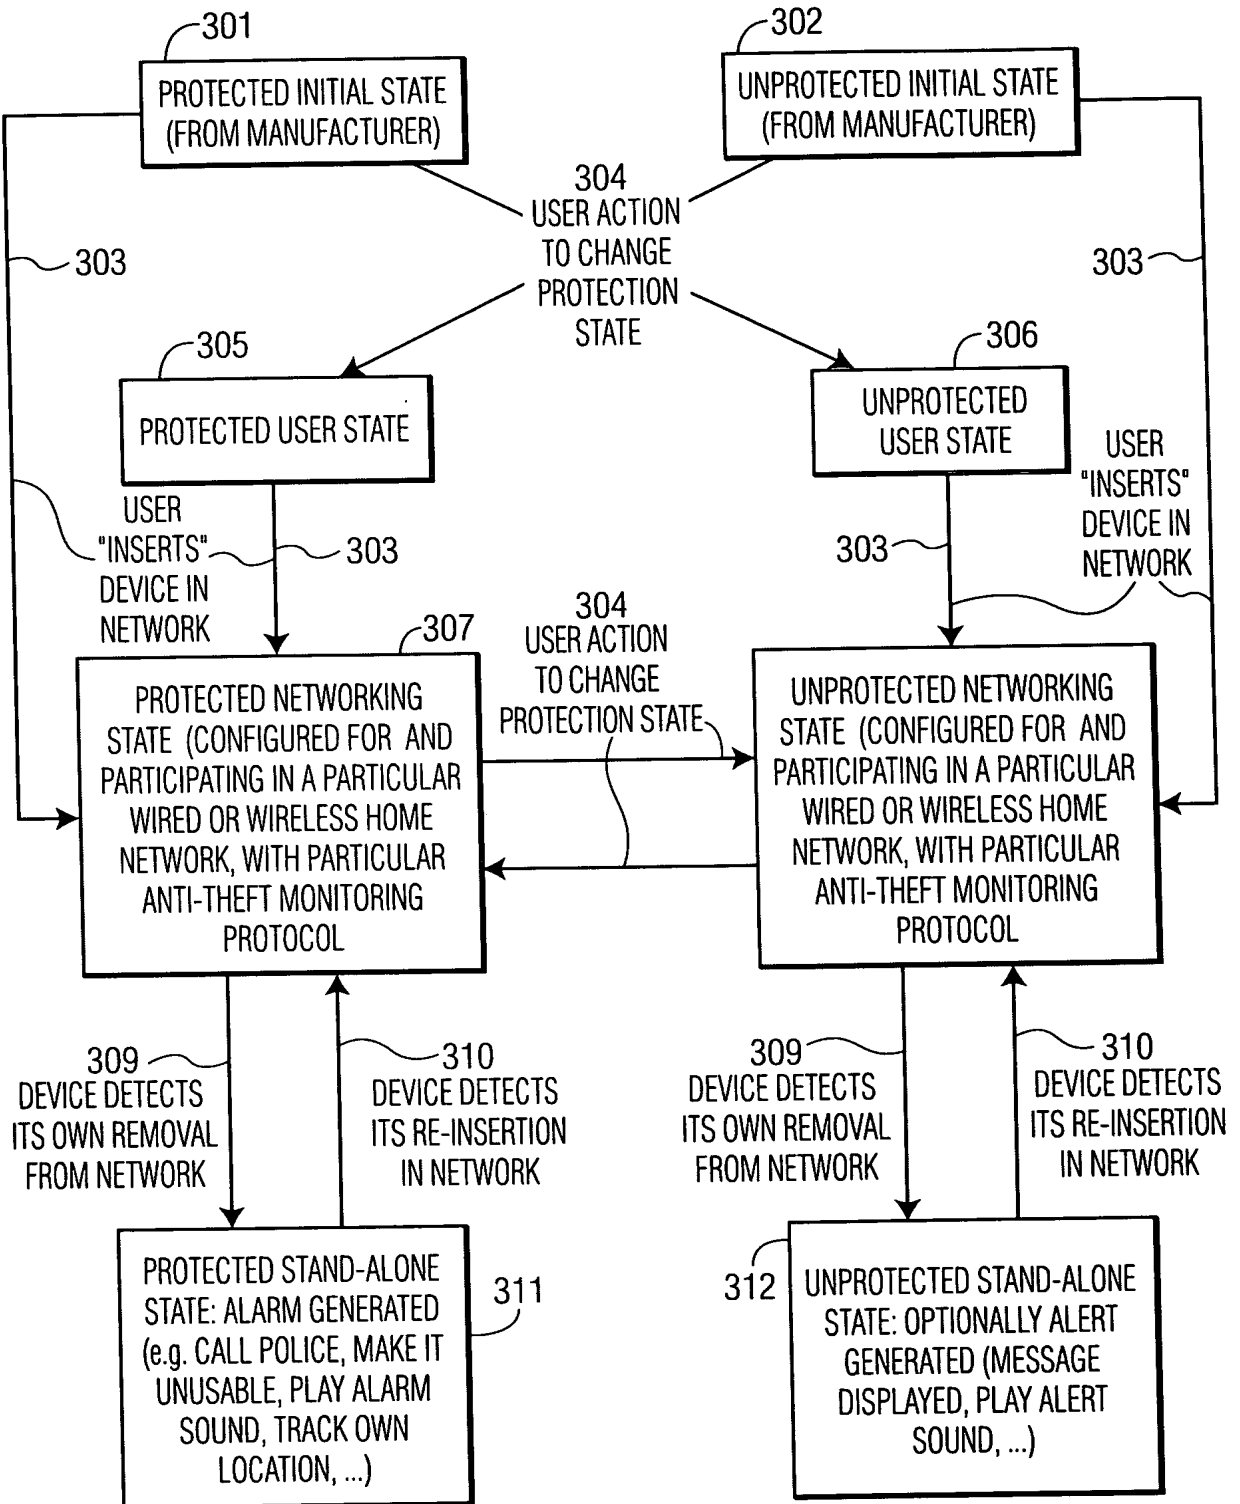 301
PROTECTED INITIAL STATE
(FROM MANUFACTURER)
302
UNPROTECTED INITIAL STATE
(FROM MANUFACTURER)
304
USER ACTION
TO CHANGE
PROTECTION
STATE
303
303
305
PROTECTED USER STATE
306
UNPROTECTED
USER STATE
USER
"INSERTS"
DEVICE IN
NETWORK
303
303
USER
"INSERTS"
DEVICE IN
NETWORK
307
PROTECTED NETWORKING
STATE (CONFIGURED FOR AND
PARTICIPATING IN A PARTICULAR
WIRED OR WIRELESS HOME
NETWORK, WITH PARTICULAR
ANTI-THEFT MONITORING
PROTOCOL
304
USER ACTION
TO CHANGE
PROTECTION STATE
UNPROTECTED NETWORKING
STATE (CONFIGURED FOR AND
PARTICIPATING IN A PARTICULAR
WIRED OR WIRELESS HOME
NETWORK, WITH PARTICULAR
ANTI-THEFT MONITORING
PROTOCOL
309
DEVICE DETECTS
ITS OWN REMOVAL
FROM NETWORK
310
DEVICE DETECTS
ITS RE-INSERTION
IN NETWORK
309
DEVICE DETECTS
ITS OWN REMOVAL
FROM NETWORK
310
DEVICE DETECTS
ITS RE-INSERTION
IN NETWORK
PROTECTED STAND-ALONE
STATE: ALARM GENERATED
(e.g. CALL POLICE, MAKE IT
UNUSABLE, PLAY ALARM
SOUND, TRACK OWN
LOCATION, ...)
311
312
UNPROTECTED STAND-ALONE
STATE: OPTIONALLY ALERT
GENERATED (MESSAGE
DISPLAYED, PLAY ALERT
SOUND, ...)